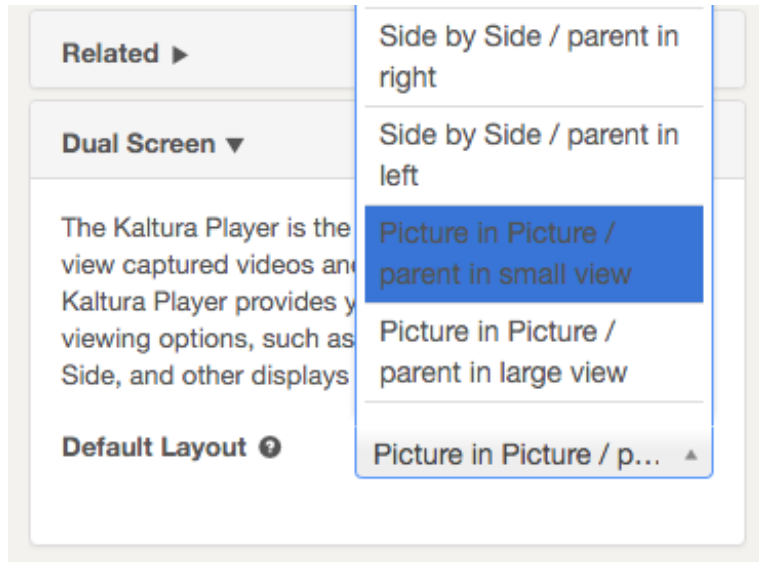 Related ▶
Side by Side / parent in
right
Dual Screen ▼
Side by Side / parent in
left
The Kaltura Player is the
view captured videos an
Kaltura Player provides y
viewing options, such as
Side, and other displays
Picture in Picture /
parent in small view
Picture in Picture /
parent in large view
Default Layout
Picture in Picture / p...